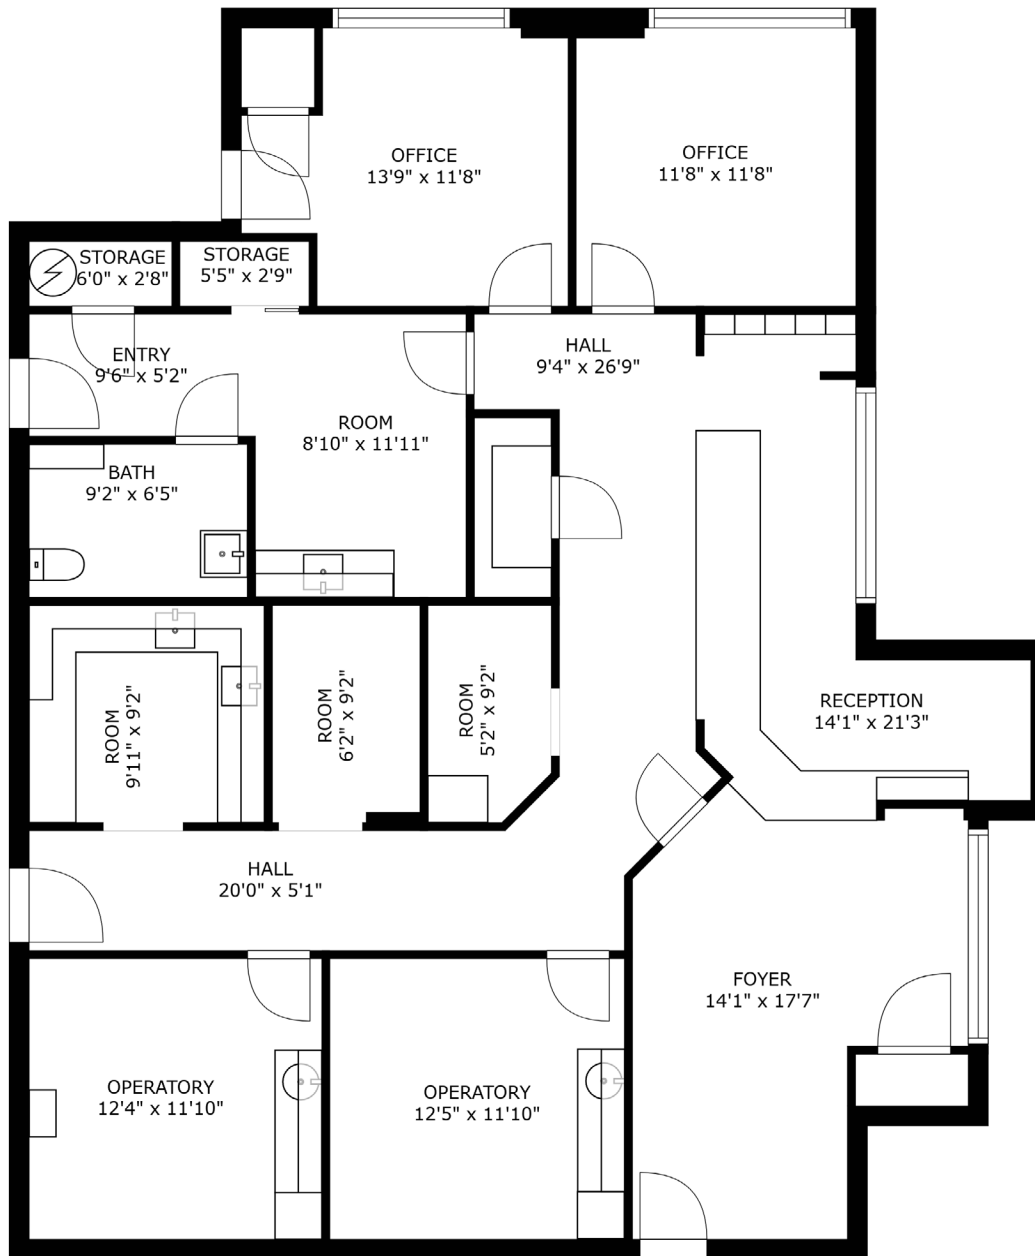 OFFICE
13'9" x 11'8"
OFFICE
11'8" x 11'8"
STORAGE
6'0" x 2'8"
STORAGE
5'5" x 2'9"
ENTRY
9'6" x 5'2"
HALL
9'4" x 26'9"
ROOM
8'10" x 11'11"
BATH
9'2" x 6'5"
ROOM
9'11" x 9'2"
ROOM
6'2" x 9'2"
ROOM
5'2" x 9'2"
RECEPTION
14'1" x 21'3"
HALL
20'0" x 5'1"
FOYER
14'1" x 17'7"
OPERATORY
12'4" x 11'10"
OPERATORY
12'5" x 11'10"